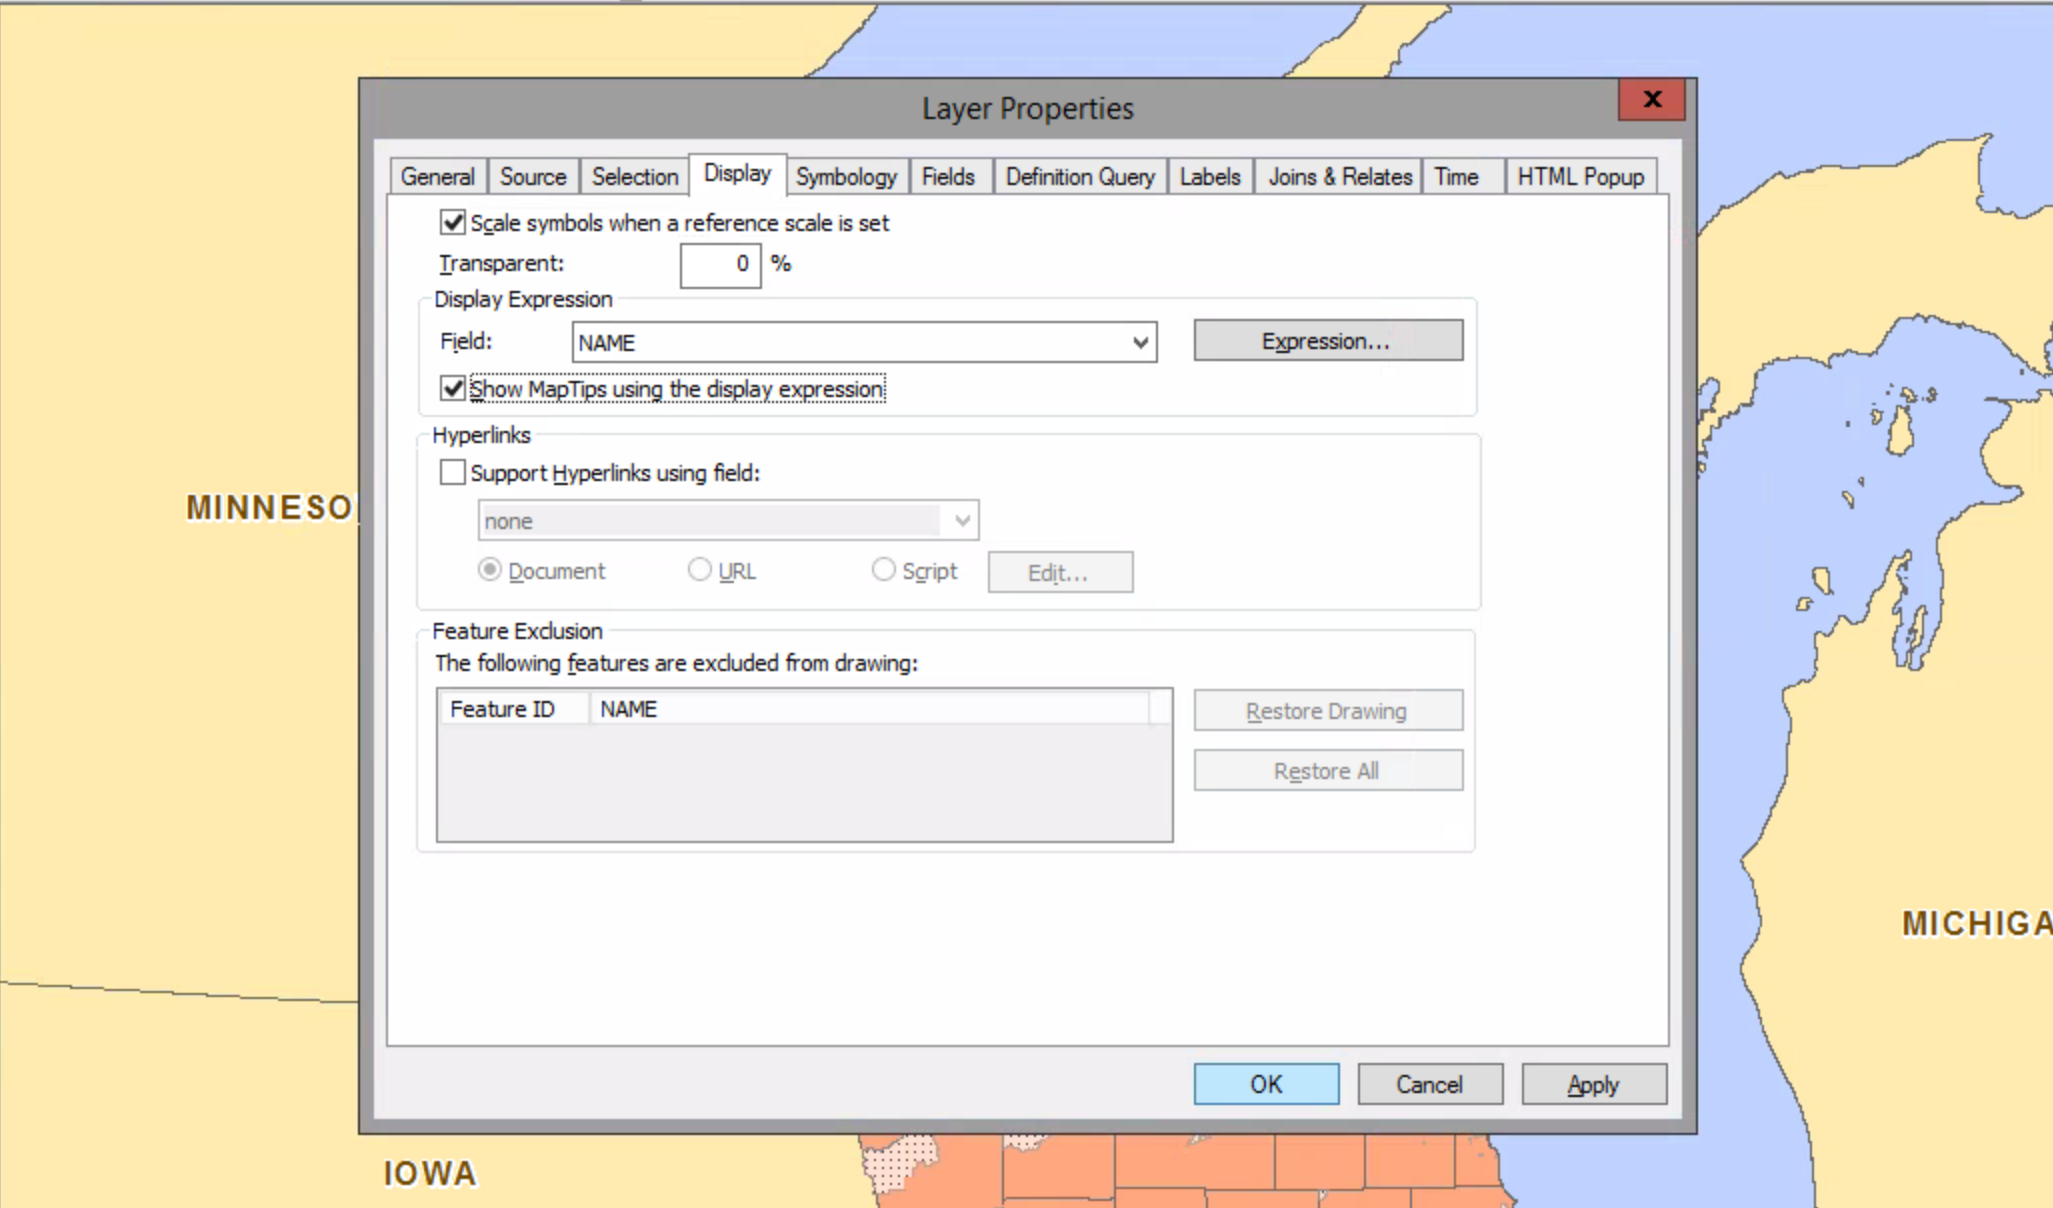 Layer Properties
x
General Source Selection Display Symbology Fields Definition Query Labels Joins & Relates Time HTML Popup
Scale symbols when a reference scale is set
Transparent: 0 %
Display Expression
Field: NAME Expression...
Show MapTips using the display expression
Hyperlinks
Support Hyperlinks using field:
MINNESO
none
Document URL Script Edit...
Feature Exclusion
The following features are excluded from drawing:
Feature ID NAME
Restore Drawing
Restore All
MICHIGA
OK Cancel Apply
IOWA